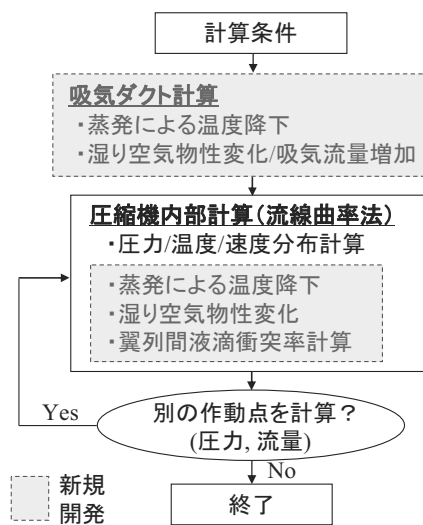 計算条件
吸気ダクト計算
・蒸発による温度降下
・湿り空気物性変化/吸気流量増加
圧縮機内部計算(流線曲率法)
・圧力/温度/速度分布計算
・蒸発による温度降下
・湿り空気物性変化
・翼列間液滴衝突率計算
Yes
別の作動点を計算？
(圧力, 流量)
No
新規
開発
終了